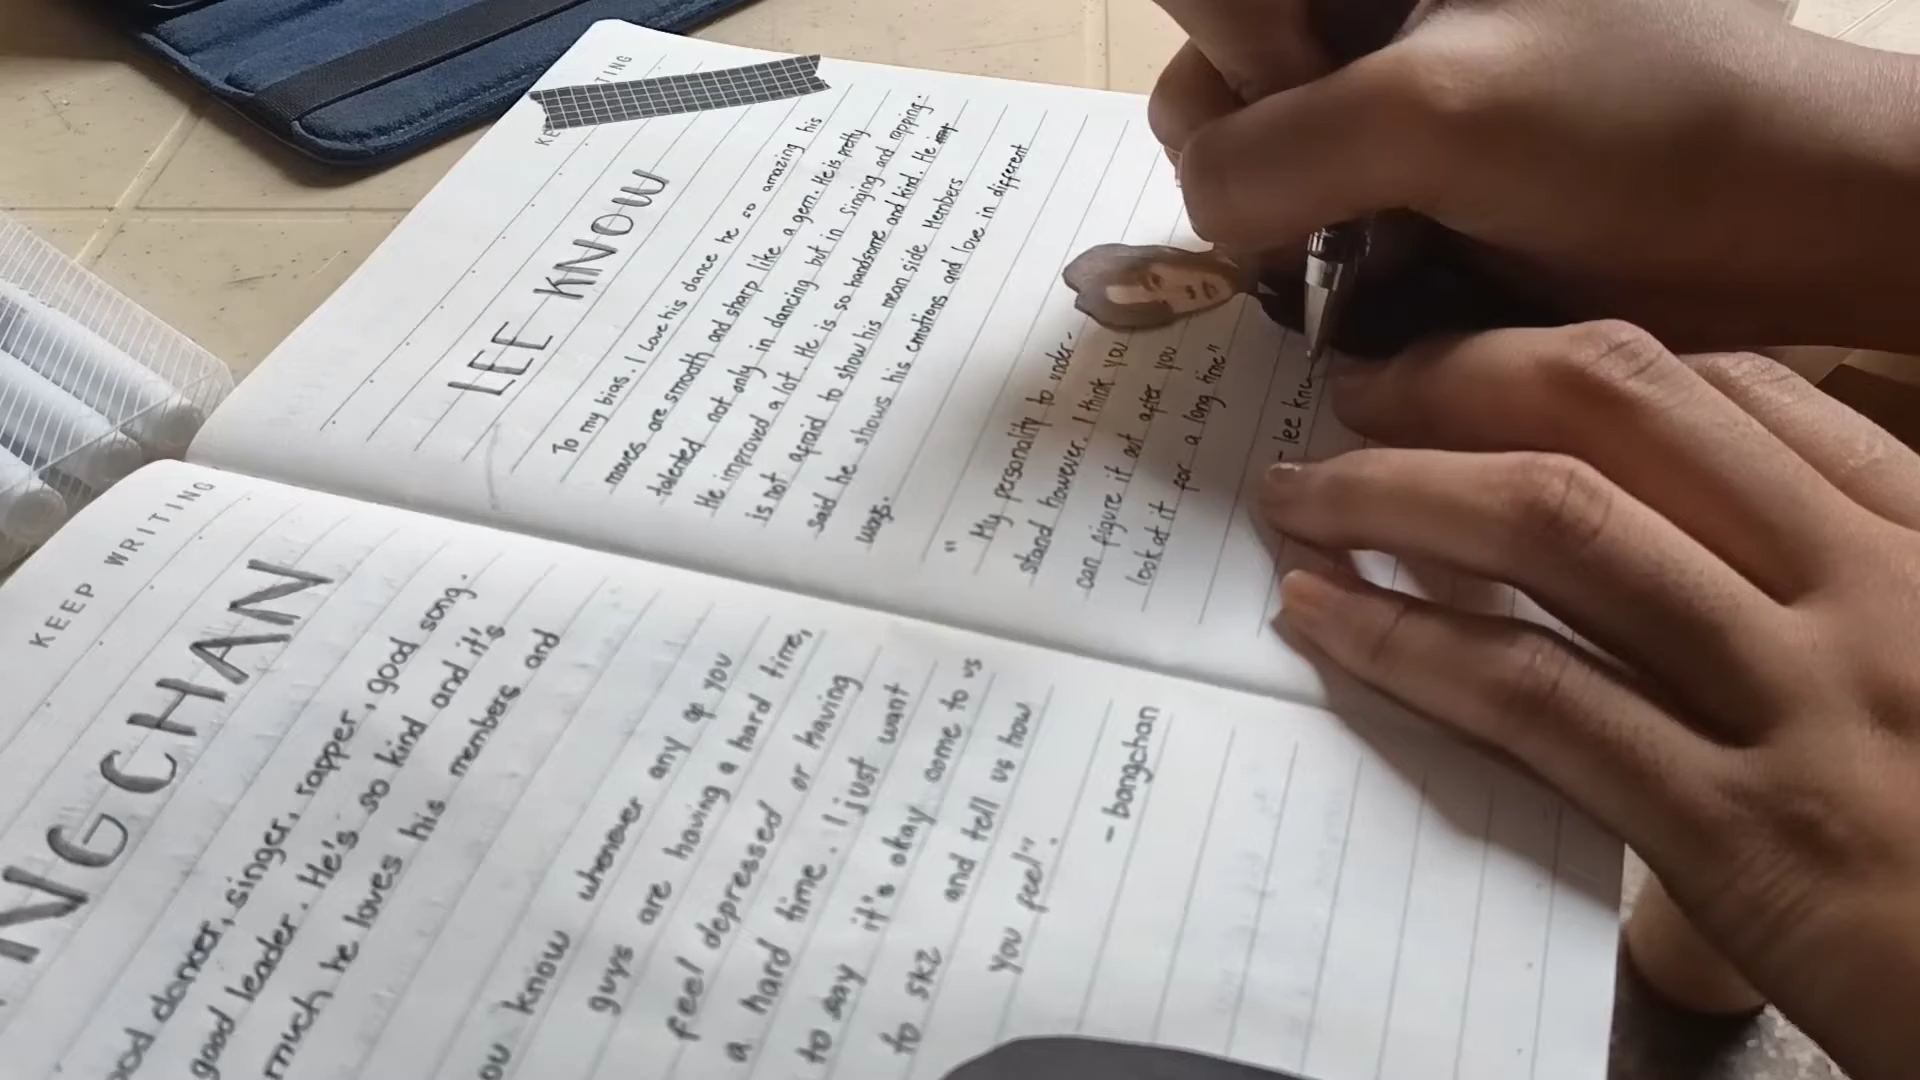 KEEP WRITING
NGCHAN
good dancer, singer, rapper, good song.
good leader. He's so kind and it's
much he loves his members and
you know whenever any of you
guys are having a hard time,
feel depressed or having
a hard time. I just want
to say it's okay come to us
to skz and tell us how
you feel".
- bangchan
KE TING
LEE KNOW
To my bias. I love his dance he so amazing his
moves are smooth and sharp like a gem. He is pretty
talented not only in dancing but in singing and rapping.
He improved a lot. He is so handsome and kind. He
is not afraid to show his mean side Members
said he shows his emotions and love in different
ways.
" My personality to under-
stand however. I think you
can figure it out after you
look at it for a long time"
- lee kno